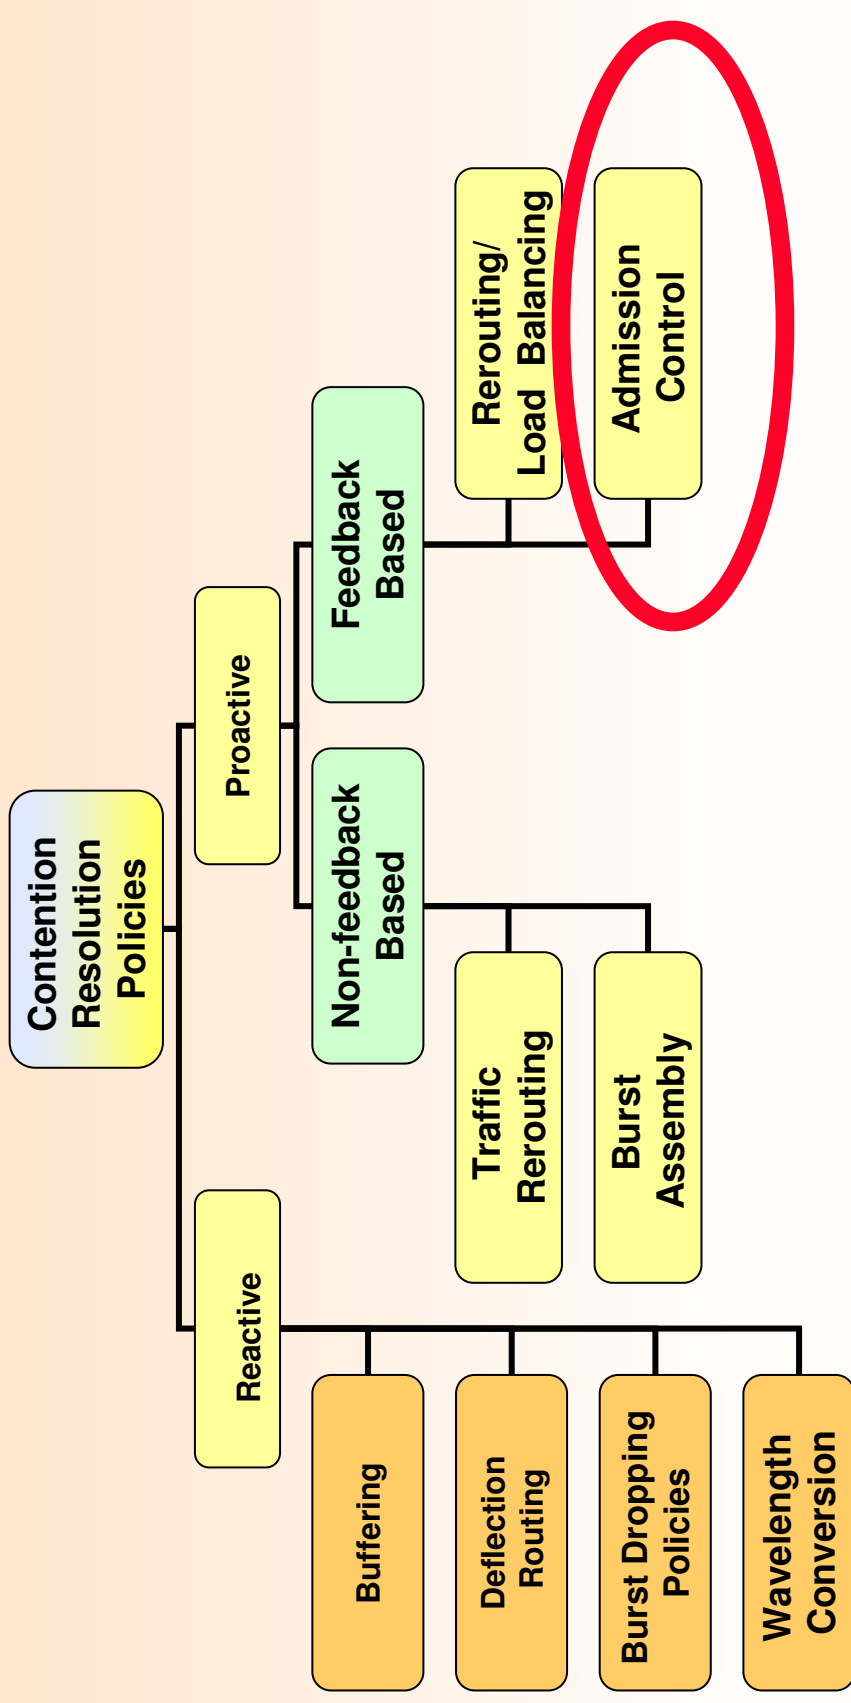 Contention
Resolution
Policies
Reactive
Proactive
Buffering
Deflection
Routing
Burst Dropping
Policies
Wavelength
Conversion
Non-feedback
Based
Feedback
Based
Traffic
Rerouting
Burst
Assembly
Rerouting/
Load Balancing
Admission
Control